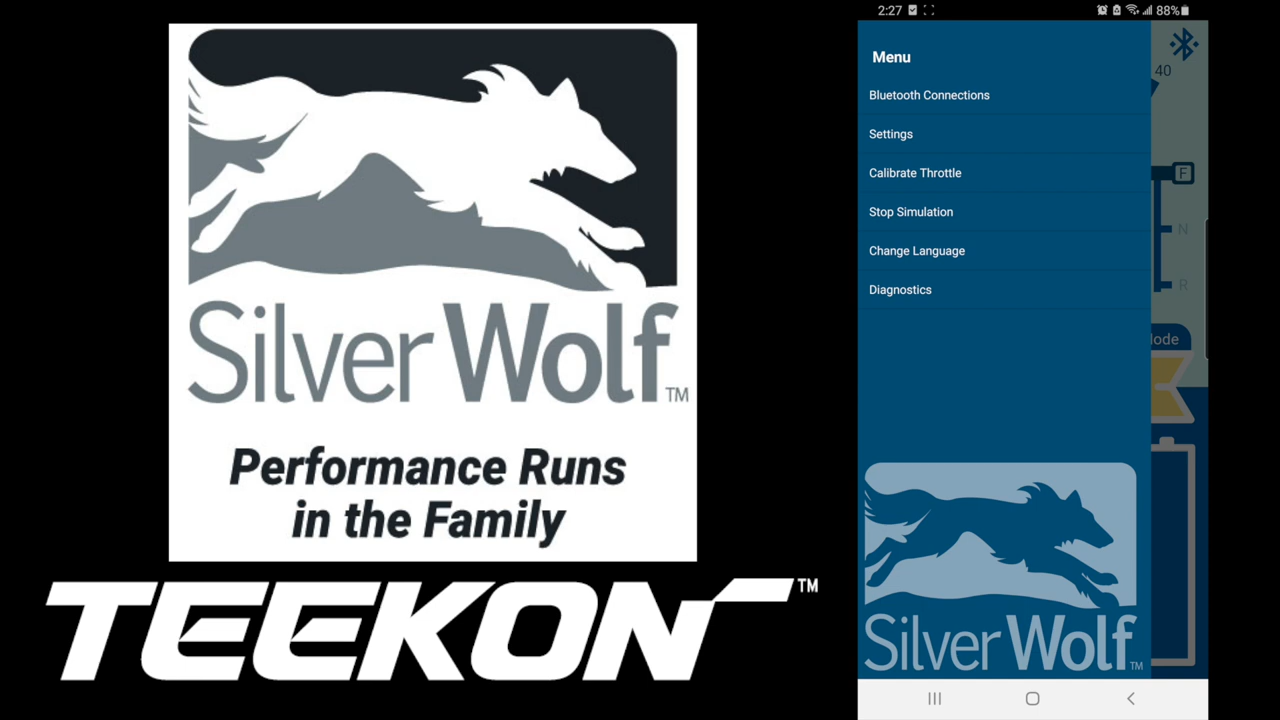 Silver Wolf™
Performance Runs
in the Family
TEEKON™
2:27
88%
Menu
Bluetooth Connections
Settings
Calibrate Throttle
Stop Simulation
Change Language
Diagnostics
40
F
N
R
lode
Silver Wolf™